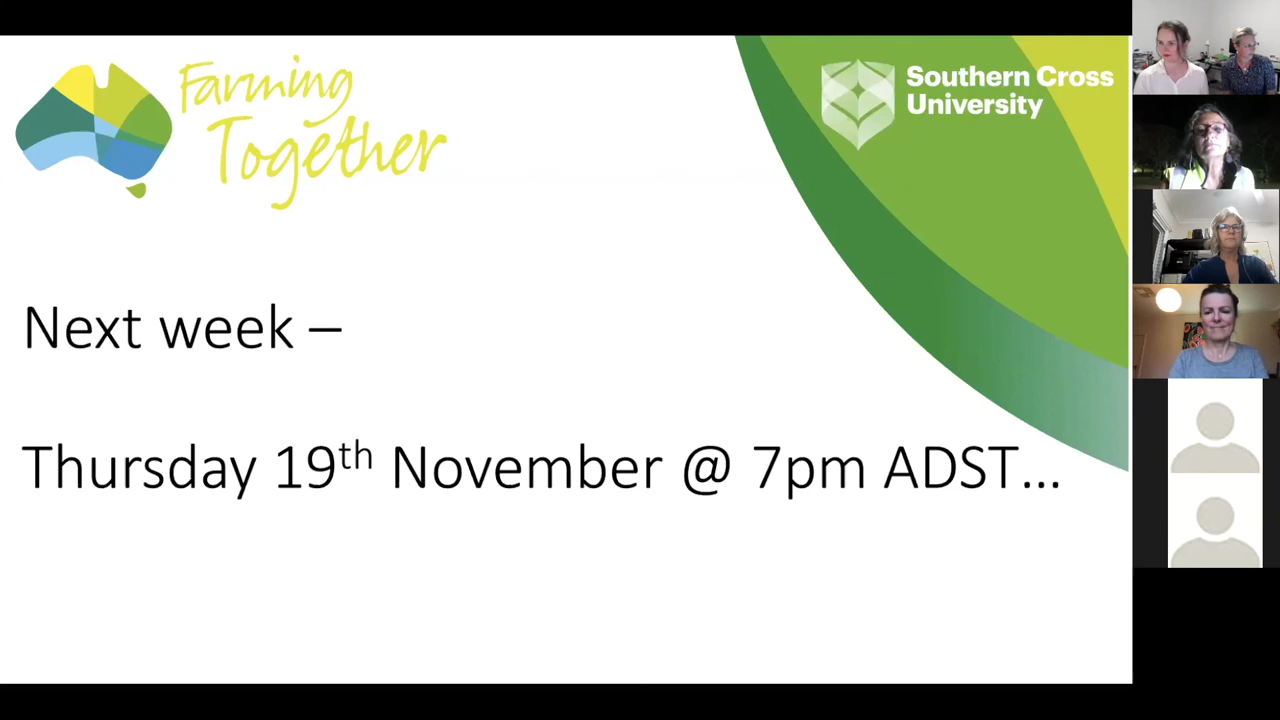 Farming
Together
Southern Cross
University
Next week –
Thursday 19th November @ 7pm ADST...